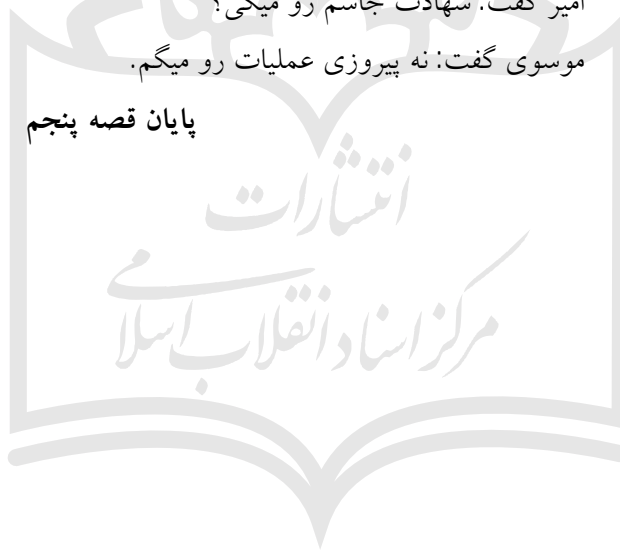 امیر گفت: شهادت جاسم رو میگی؟
موسوی گفت: نه پیروزی عملیات رو میگم.
پایان قصه پنجم
انتشارات
مرکز اسناد انقلاب اسلامی